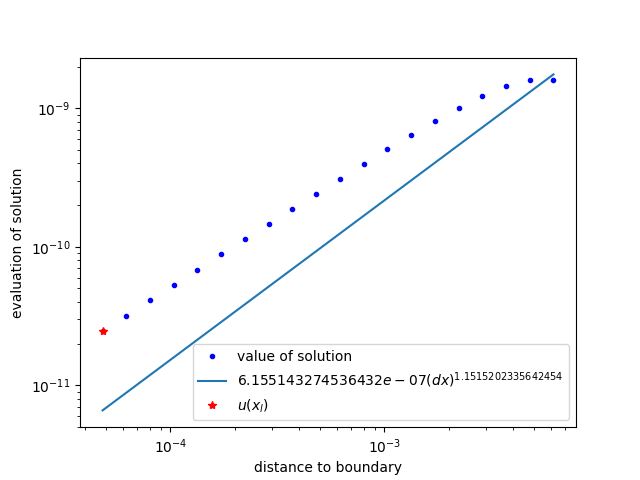 10⁻⁹
10⁻¹⁰
10⁻¹¹
evaluation of solution
value of solution
6.155143274536432e − 07(dx)^1.1515202335642454
u(x_l)
10⁻⁴
10⁻³
distance to boundary